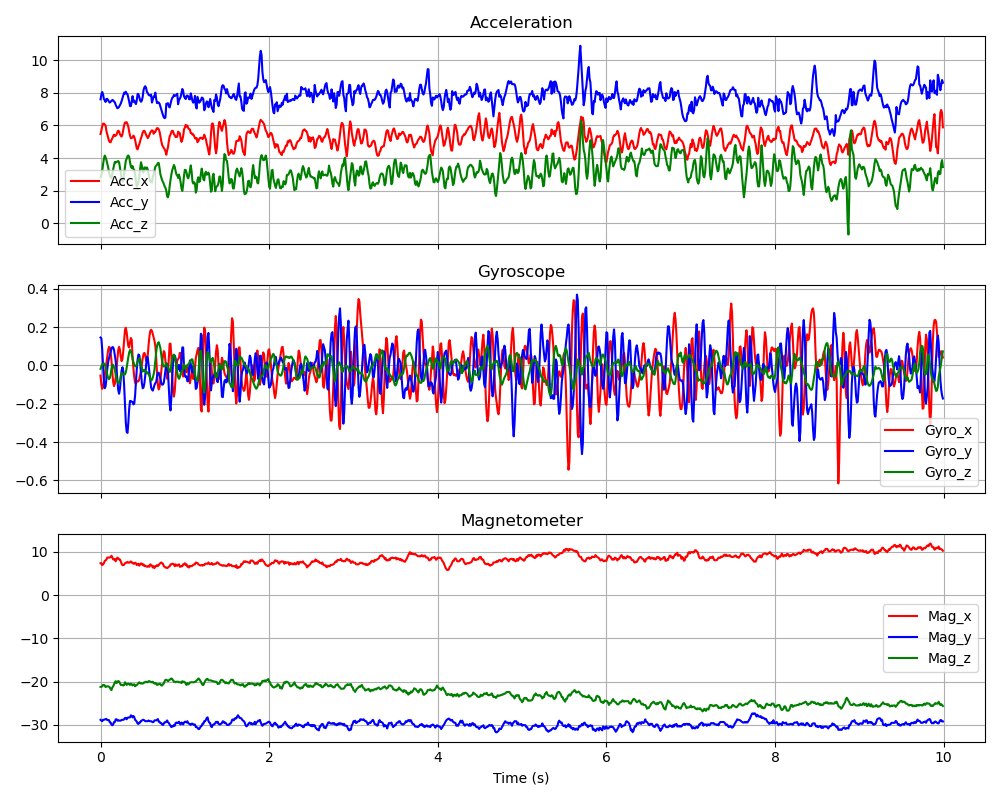 Acceleration
10
8
6
4
2
0
Acc_x
Acc_y
Acc_z
Gyroscope
0.4
0.2
0.0
−0.2
−0.4
−0.6
Gyro_x
Gyro_y
Gyro_z
Magnetometer
10
0
−10
−20
−30
Mag_x
Mag_y
Mag_z
0 2 4 6 8 10
Time (s)